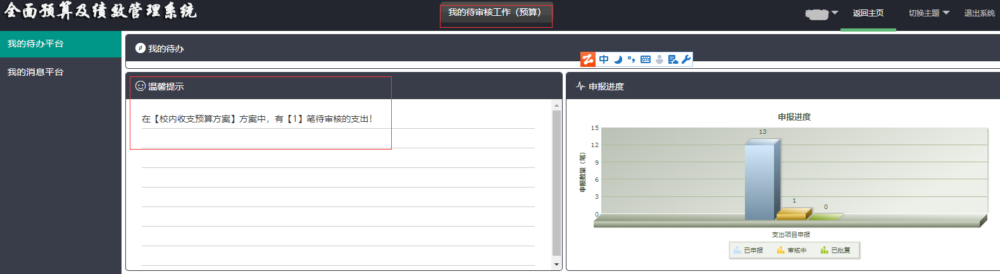 全面预算及绩效管理系统
我的待审核工作（预算）
返回主页
切换主题
退出系统
我的待办平台
我的消息平台
我的待办
中
温馨提示
在【校内收支预算方案】方案中，有【1】笔待审核的支出！
申报进度
申报进度
申报数量（笔）
15
12
9
6
3
0
13
1
0
支出项目申报
已申报
审核中
已批复